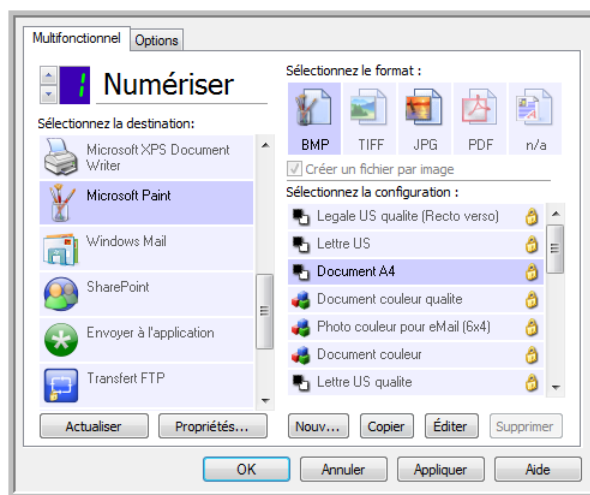 Multifonctionnel
Options
1
Numériser
Sélectionnez la destination:
Microsoft XPS Document
Writer
Microsoft Paint
Windows Mail
SharePoint
Envoyer à l'application
Transfert FTP
Actualiser
Propriétés...
Sélectionnez le format :
BMP
TIFF
JPG
PDF
n/a
Créer un fichier par image
Sélectionnez la configuration :
Legale US qualite (Recto verso)
Lettre US
Document A4
Document couleur qualite
Photo couleur pour eMail (6x4)
Document couleur
Lettre US qualite
Nouv...
Copier
Éditer
Supprimer
OK
Annuler
Appliquer
Aide